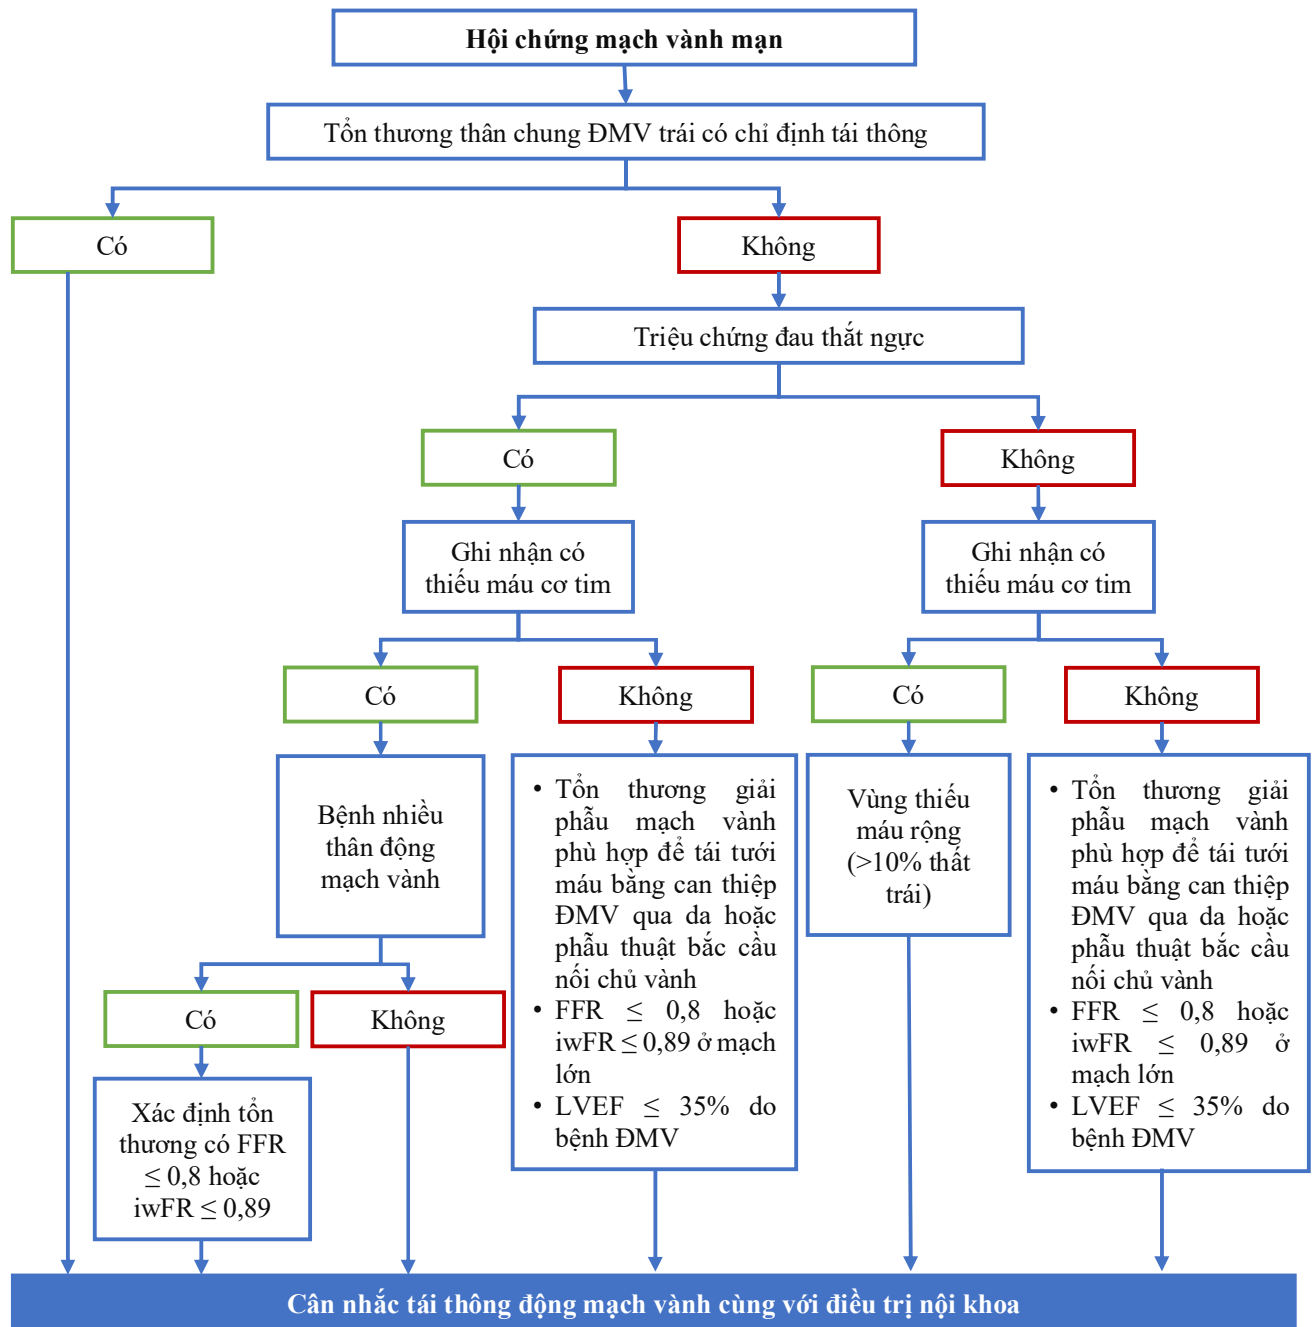 Hội chứng mạch vành mạn
Tổn thương thân chung ĐMV trái có chỉ định tái thông
Có
Không
Triệu chứng đau thắt ngực
Có
Không
Ghi nhận có
thiếu máu cơ tim
Ghi nhận có
thiếu máu cơ tim
Có
Không
Có
Không
Bệnh nhiều
thân động
mạch vành
• Tổn thương giải
phẫu mạch vành
phù hợp để tái tưới
máu bằng can thiệp
ĐMV qua da hoặc
phẫu thuật bắc cầu
nối chủ vành
• FFR ≤ 0,8 hoặc
iwFR ≤ 0,89 ở mạch
lớn
• LVEF ≤ 35% do
bệnh ĐMV
Vùng thiếu
máu rộng
(>10% thất
trái)
• Tổn thương giải
phẫu mạch vành
phù hợp để tái tưới
máu bằng can thiệp
ĐMV qua da hoặc
phẫu thuật bắc cầu
nối chủ vành
• FFR ≤ 0,8 hoặc
iwFR ≤ 0,89 ở
mạch lớn
• LVEF ≤ 35% do
bệnh ĐMV
Có
Không
Xác định tổn
thương có FFR
≤ 0,8 hoặc
iwFR ≤ 0,89
Cân nhắc tái thông động mạch vành cùng với điều trị nội khoa